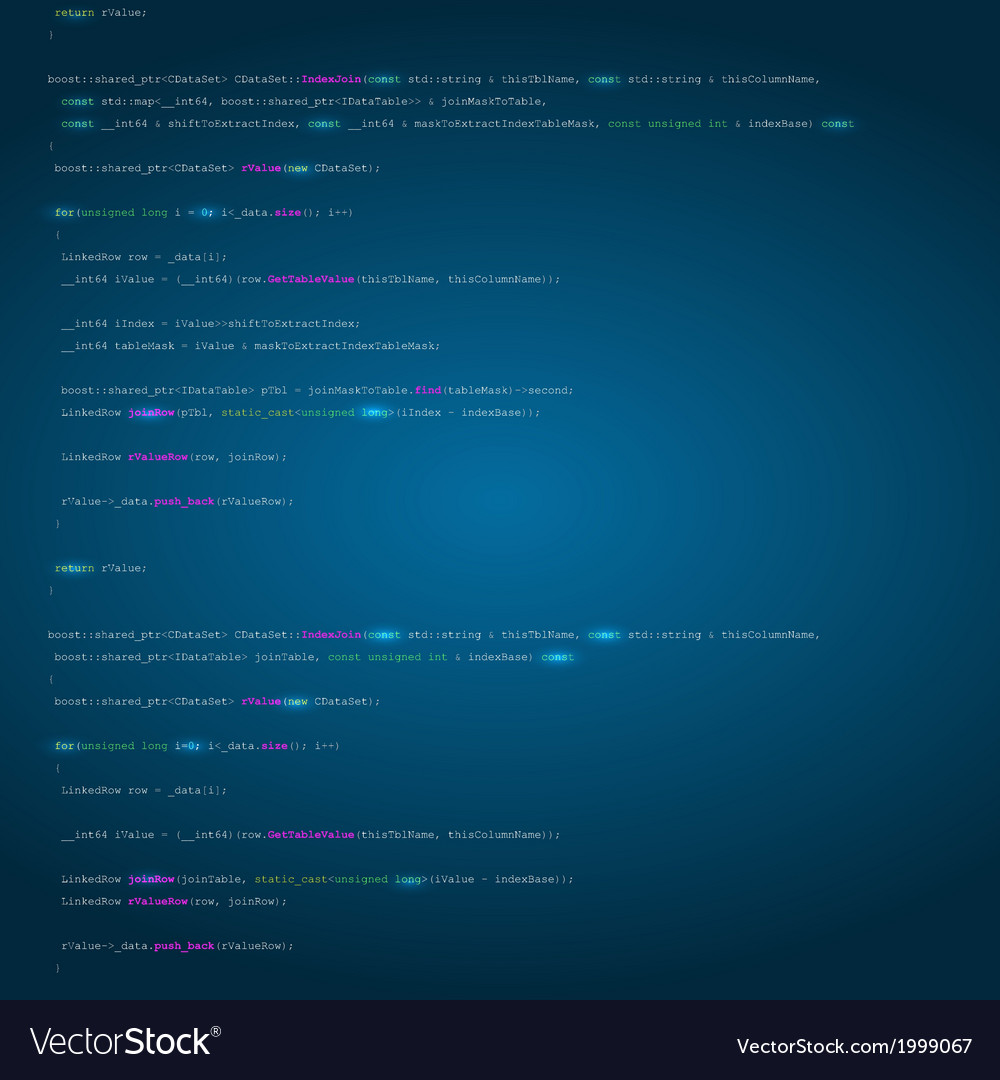 return rValue;
}
boost::shared_ptr<CDataSet> CDataSet::IndexJoin(const std::string & thisTblName, const std::string & thisColumnName,
const std::map<__int64, boost::shared_ptr<IDataTable>> & joinMaskToTable,
const __int64 & shiftToExtractIndex, const __int64 & maskToExtractIndexTableMask, const unsigned int & indexBase) const
{
boost::shared_ptr<CDataSet> rValue(new CDataSet);
for(unsigned long i = 0; i<_data.size(); i++)
{
LinkedRow row = _data[i];
__int64 iValue = (__int64)(row.GetTableValue(thisTblName, thisColumnName));
__int64 iIndex = iValue>>shiftToExtractIndex;
__int64 tableMask = iValue & maskToExtractIndexTableMask;
boost::shared_ptr<IDataTable> pTbl = joinMaskToTable.find(tableMask)->second;
LinkedRow joinRow(pTbl, static_cast<unsigned long>(iIndex - indexBase));
LinkedRow rValueRow(row, joinRow);
rValue->_data.push_back(rValueRow);
}
return rValue;
}
boost::shared_ptr<CDataSet> CDataSet::IndexJoin(const std::string & thisTblName, const std::string & thisColumnName,
boost::shared_ptr<IDataTable> joinTable, const unsigned int & indexBase) const
{
boost::shared_ptr<CDataSet> rValue(new CDataSet);
for(unsigned long i=0; i<_data.size(); i++)
{
LinkedRow row = _data[i];
__int64 iValue = (__int64)(row.GetTableValue(thisTblName, thisColumnName));
LinkedRow joinRow(joinTable, static_cast<unsigned long>(iValue - indexBase));
LinkedRow rValueRow(row, joinRow);
rValue->_data.push_back(rValueRow);
}
VectorStock®
VectorStock.com/1999067